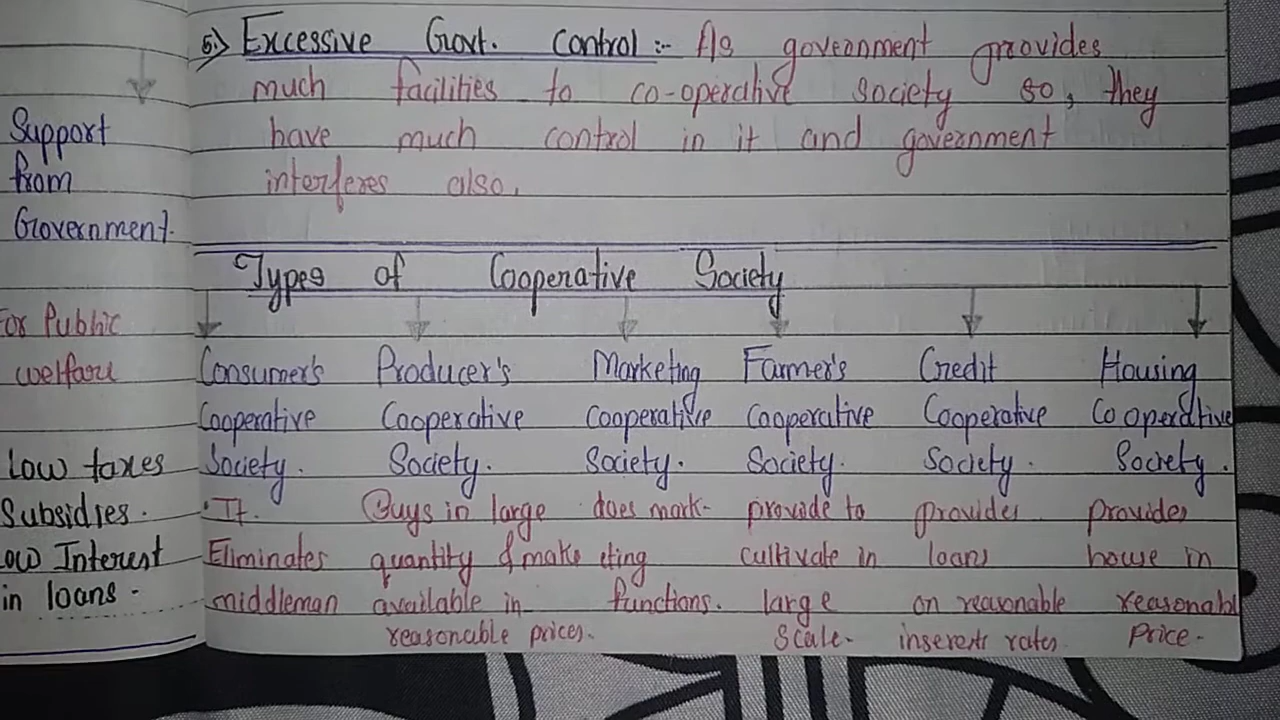 Support
from
Government.
For Public
welfare
Low taxes
Subsidies.
Low Interest
in loans.
5.) Excessive Govt. Control :- As government provides
much facilities to co-operative society so, they
have much control in it and government
interferes also.
Types of Cooperative Society
Consumer's Producer's Marketing Farmer's Credit Housing
Cooperative Cooperative Cooperative Cooperative Cooperative Cooperative
Society. Society. Society. Society. Society. Society.
• It. Buys in large does mark- provide to provides provides
Eliminates quantity & make eting cultivate in loans house in
middleman available in functions. large on reasonable reasonabl
reasonable prices. Scale. inserent rates. Price.